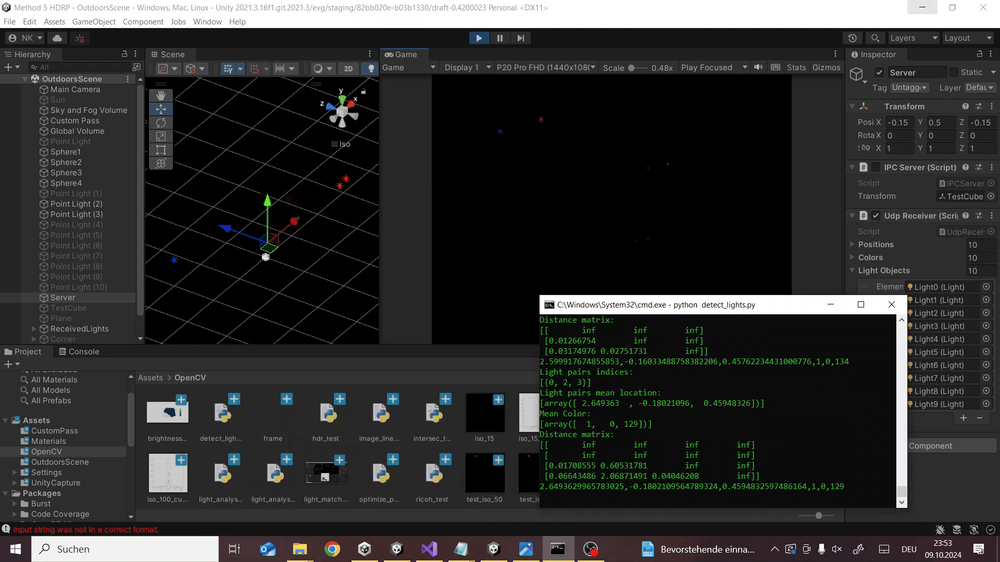 Method 5 HDRP - OutdoorsScene - Windows, Mac, Linux - Unity 2021.3.16f1.git.2021.3/evg/staging/82bb020e-b03b1330/draft-0.4200023 Personal <DX11>
File Edit Assets GameObject Component Jobs Window Help
NK
Layers
Layout
Hierarchy
All
OutdoorsScene
Main Camera
Sun
Sky and Fog Volume
Custom Pass
Global Volume
Point Light
Sphere1
Sphere2
Sphere3
Sphere4
Point Light (1)
Point Light (2)
Point Light (3)
Point Light (4)
Point Light (5)
Point Light (6)
Point Light (7)
Point Light (8)
Point Light (9)
Point Light (10)
Server
TestCube
Plane
ReceivedLights
Corner
Scene
2D
y
x
z
Iso
Game
Game Display 1 P20 Pro FHD (1440x108( Scale 0.48x Play Focused Stats Gizmos
Inspector
Server Static
Tag Untagg Layer Defau
Transform
Posi X -0.15 Y 0.5 Z -0.15
Rota X 0 Y 0 Z 0
X 1 Y 1 Z 1
IPC Server (Script)
Script IPCServer
Transform TestCube
Udp Receiver (Scri
Script UdpRecei
Positions 10
Colors 10
Light Objects 10
Elemen Light0 (Light)
Light1 (Light)
Light2 (Light)
Light3 (Light)
Light4 (Light)
Light5 (Light)
Light6 (Light)
Light7 (Light)
Light8 (Light)
Light9 (Light)
+ -
Component
C:\Windows\System32\cmd.exe - python  detect_lights.py
Distance matrix:
[[        inf        inf        inf]
 [0.01266754        inf        inf]
 [0.03174976 0.02751731        inf]]
2.599917674855853,-0.16033488758382206,0.45762234431000776,1,0,134
Light pairs indices:
[{0, 2, 3}]
Light pairs mean location:
[array([ 2.649363  , -0.18021096,  0.45948326])]
Mean Color:
[array([  1,   0, 129])]
Distance matrix:
[[        inf        inf        inf        inf]
 [        inf        inf        inf        inf]
 [0.01708555 0.60531781        inf        inf]
 [0.06643486 2.06871491 0.04046208        inf]]
2.6493629965783025,-0.1802109564789324,0.4594832597486164,1,0,129
Project Console
All Materials
All Models
All Prefabs
Assets
CustomPass
Materials
OpenCV
OutdoorsScene
Settings
UnityCapture
Packages
Burst
Code Coverage
Assets > OpenCV
brightness... detect_ligh... frame hdr_test image_line... intersec_t... iso_15 iso_15_
iso_100_cu... light_analys... light_analys... light_match... optimize_p... ricoh_test test_iso_50 test_is
Input string was not in a correct format.
Suchen
Bevorstehende einna...
DEU
23:53
09.10.2024